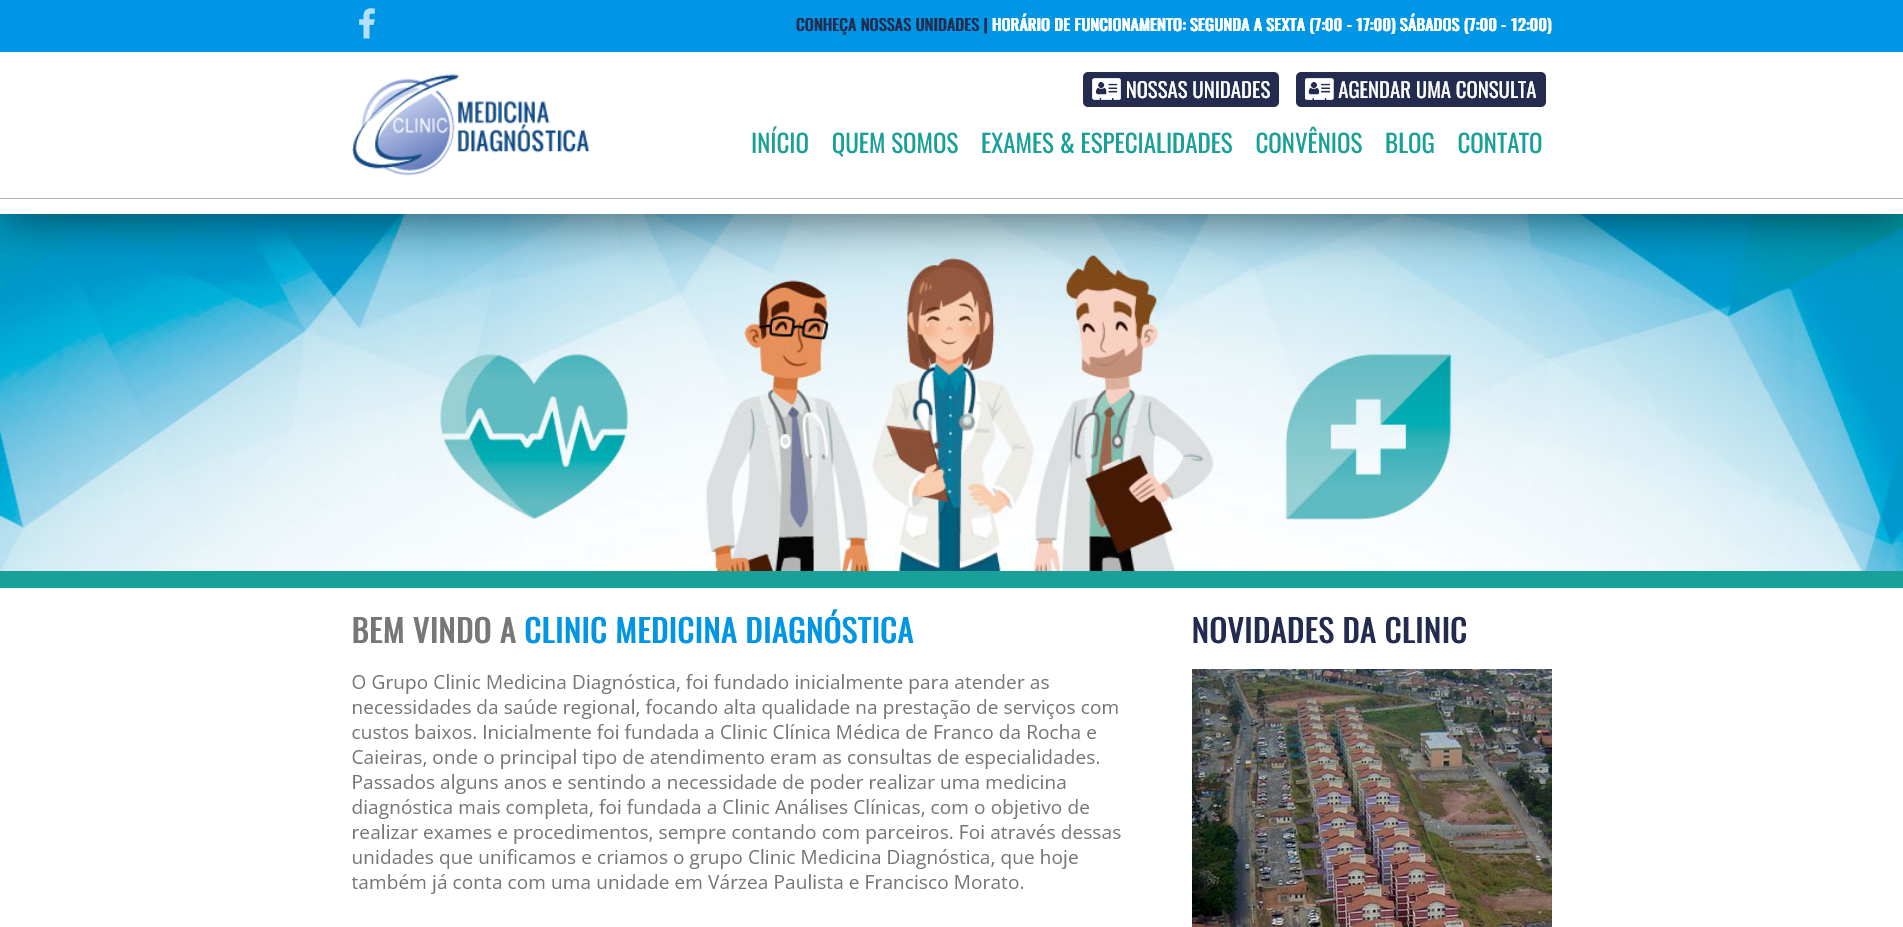 CONHEÇA NOSSAS UNIDADES | HORÁRIO DE FUNCIONAMENTO: SEGUNDA A SEXTA (7:00 - 17:00) SÁBADOS (7:00 - 12:00)
CLINIC MEDICINA
DIAGNÓSTICA
NOSSAS UNIDADES AGENDAR UMA CONSULTA
INÍCIO QUEM SOMOS EXAMES & ESPECIALIDADES CONVÊNIOS BLOG CONTATO
BEM VINDO A CLINIC MEDICINA DIAGNÓSTICA
O Grupo Clinic Medicina Diagnóstica, foi fundado inicialmente para atender as
necessidades da saúde regional, focando alta qualidade na prestação de serviços com
custos baixos. Inicialmente foi fundada a Clinic Clínica Médica de Franco da Rocha e
Caieiras, onde o principal tipo de atendimento eram as consultas de especialidades.
Passados alguns anos e sentindo a necessidade de poder realizar uma medicina
diagnóstica mais completa, foi fundada a Clinic Análises Clínicas, com o objetivo de
realizar exames e procedimentos, sempre contando com parceiros. Foi através dessas
unidades que unificamos e criamos o grupo Clinic Medicina Diagnóstica, que hoje
também já conta com uma unidade em Várzea Paulista e Francisco Morato.
NOVIDADES DA CLINIC